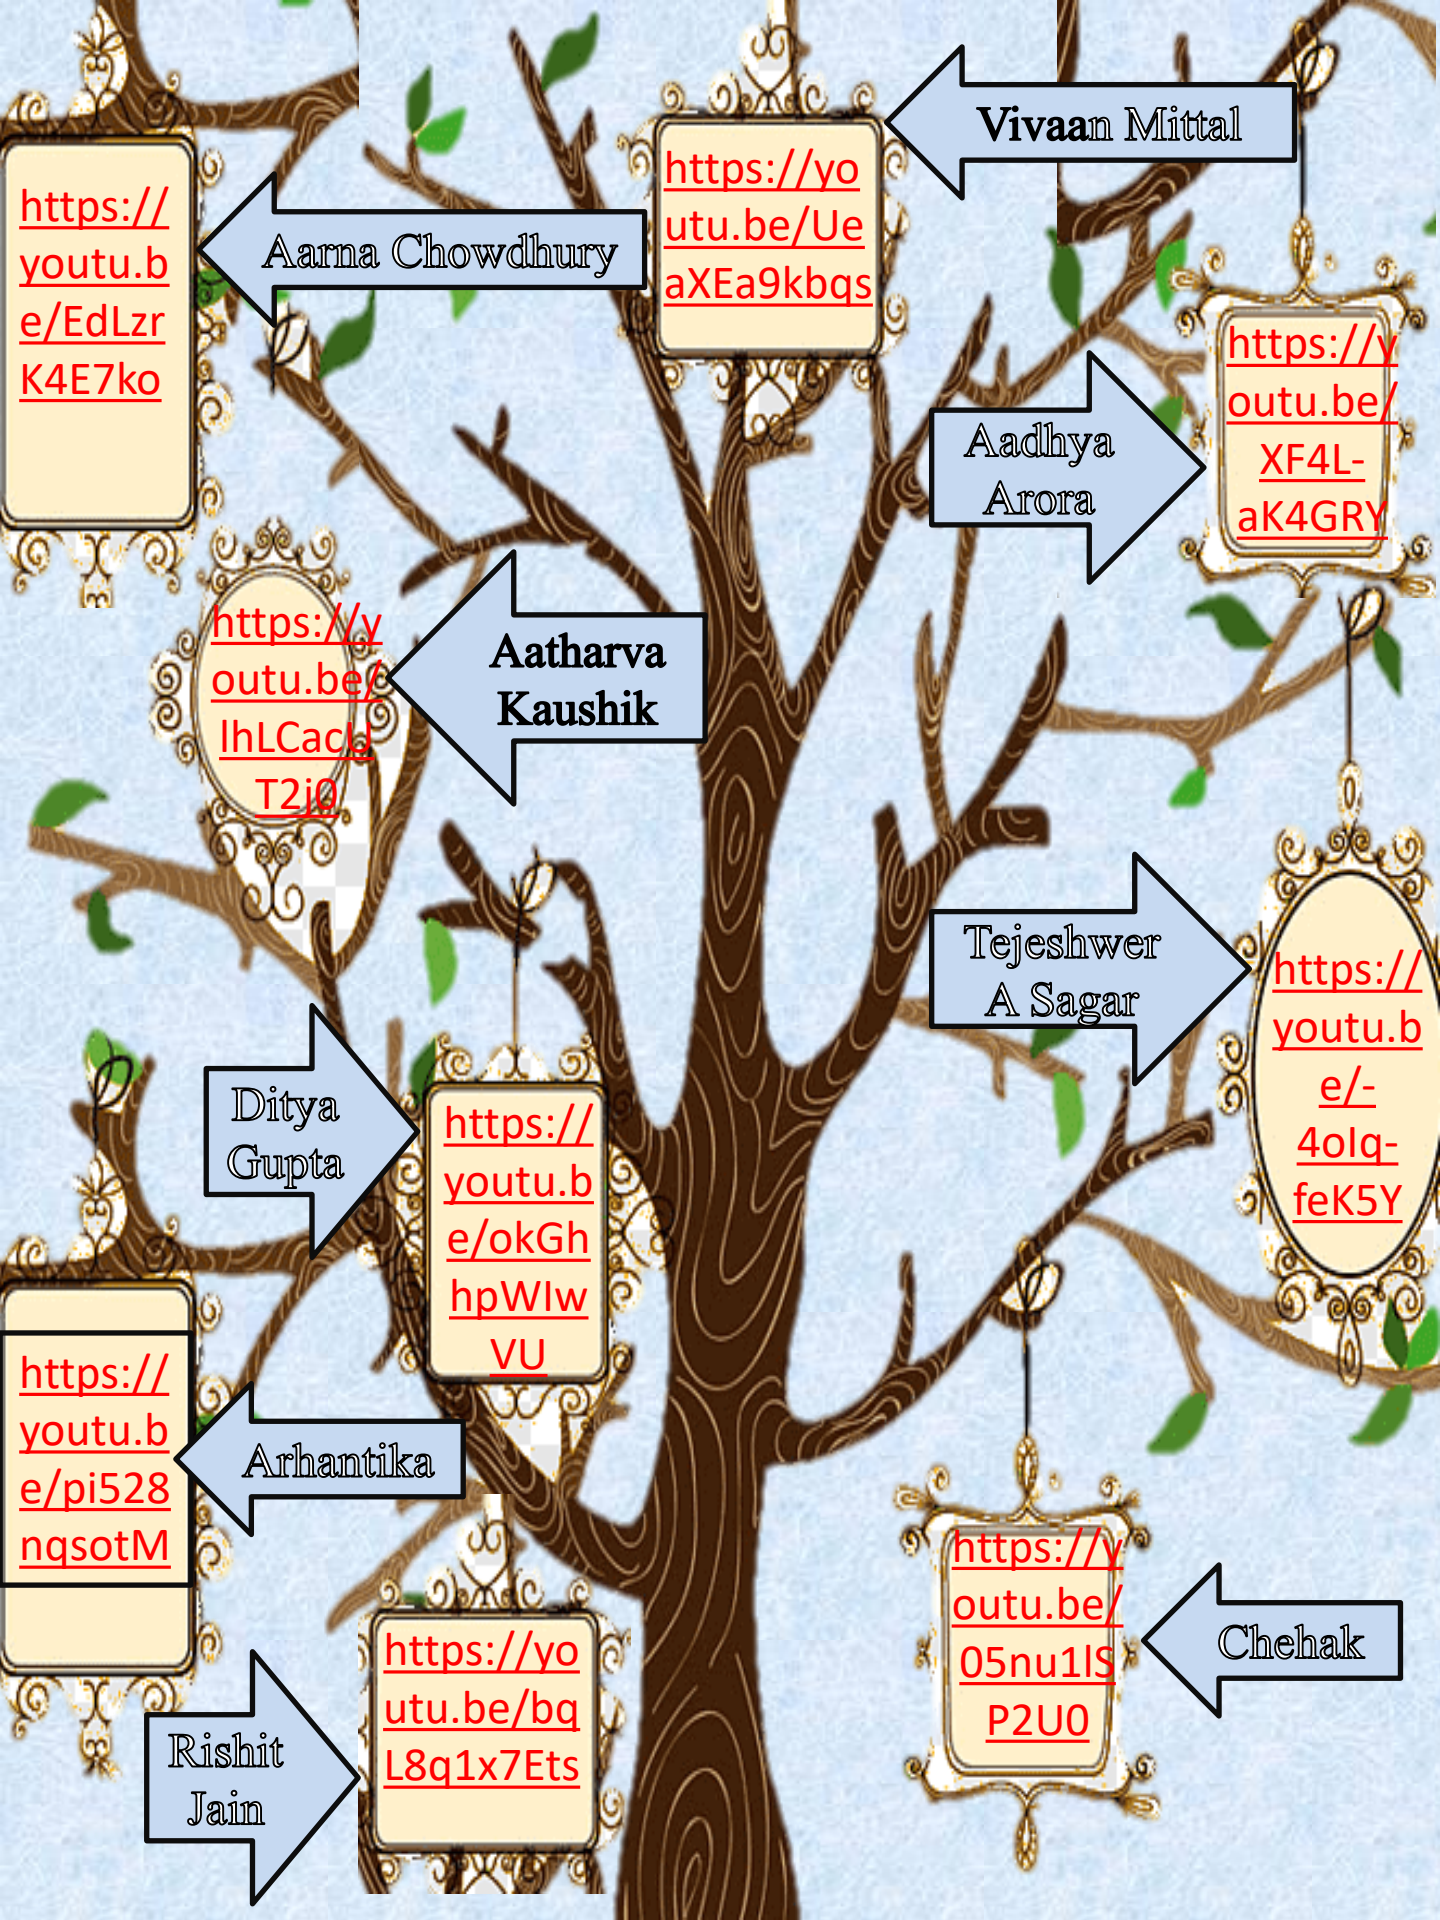 Vivaan Mittal
https://yo
utu.be/Ue
aXEa9kbqs
https://
youtu.b
e/EdLzr
K4E7ko
Aarna Chowdhury
Aadhya
Arora
https://y
outu.be/
XF4L-
aK4GRY
https://y
outu.be/
lhLCacU
T2j0
Aatharva
Kaushik
Tejeshwer
A Sagar
https://
youtu.b
e/-
4oIq-
feK5Y
Ditya
Gupta
https://
youtu.b
e/okGh
hpWIw
VU
https://
youtu.b
e/pi528
nqsotM
Arhantika
https://y
outu.be/
05nu1lS
P2U0
Chehak
Rishit
Jain
https://yo
utu.be/bq
L8q1x7Ets